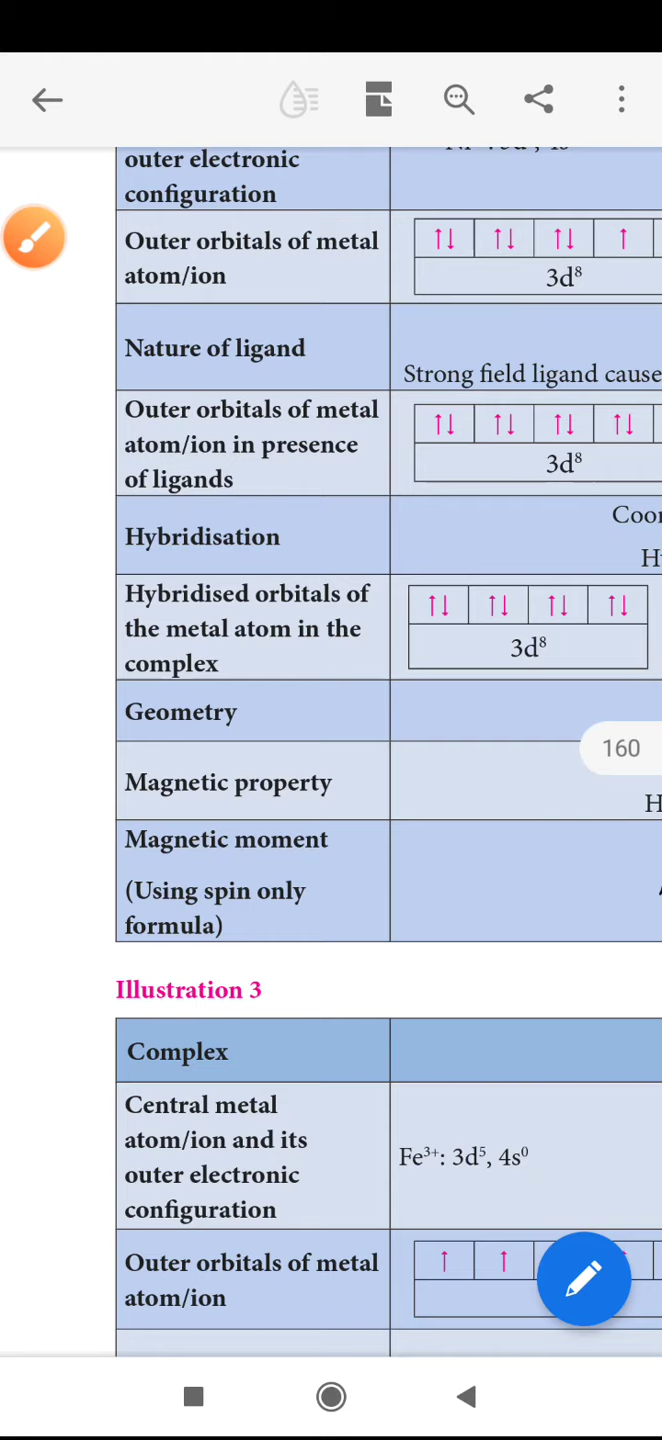 outer electronic
configuration
Outer orbitals of metal
atom/ion
↑↓ ↑↓ ↑↓ ↑
3d⁸
Nature of ligand
Strong field ligand cause
Outer orbitals of metal
atom/ion in presence
of ligands
↑↓ ↑↓ ↑↓ ↑↓
3d⁸
Hybridisation
Hybridised orbitals of
the metal atom in the
complex
↑↓ ↑↓ ↑↓ ↑↓
3d⁸
Geometry
160
Magnetic property
Magnetic moment
(Using spin only
formula)
Illustration 3
Complex
Central metal
atom/ion and its
outer electronic
configuration
Fe³⁺: 3d⁵, 4s⁰
Outer orbitals of metal
atom/ion
↑ ↑